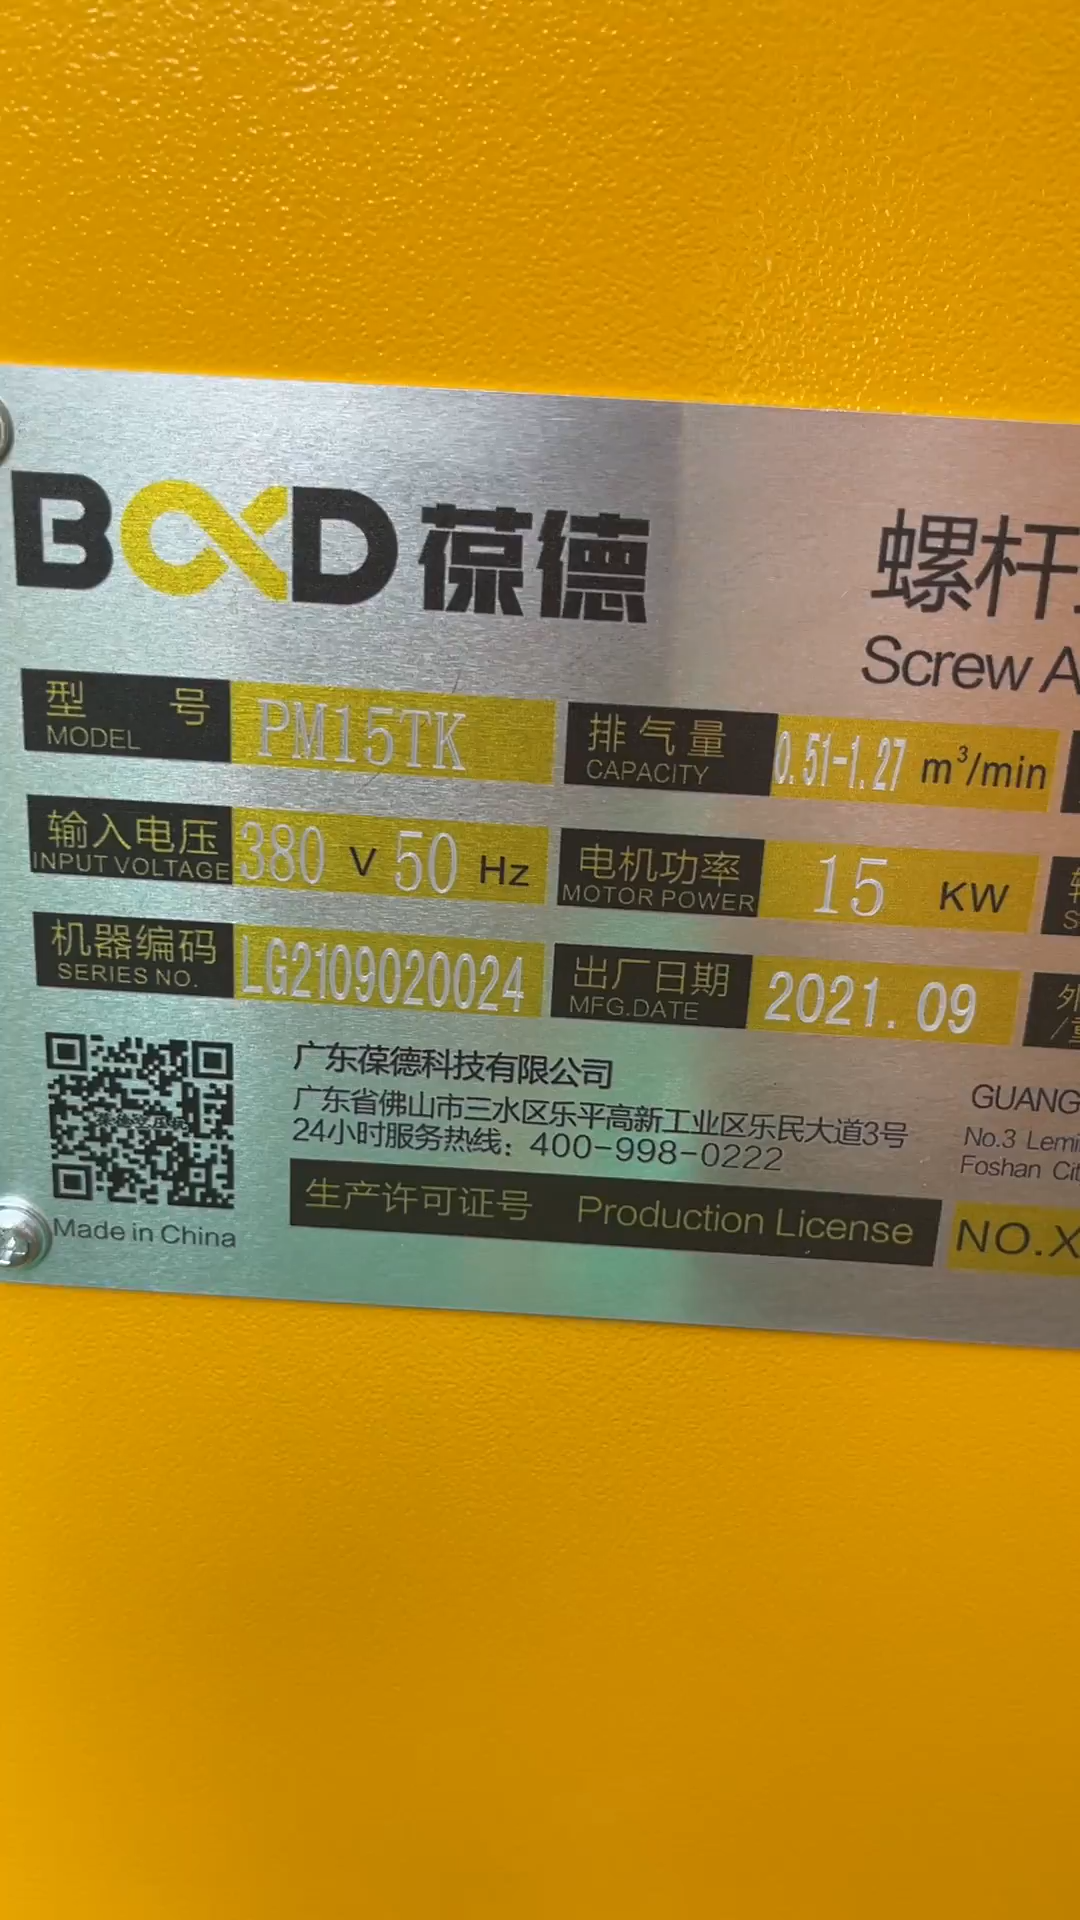 BOD 葆德
螺杆
Screw A
型号 PM15TK 排气量 0.51-1.27 m³/min
MODEL CAPACITY
输入电压 380 V 50 Hz 电机功率 15 KW
INPUT VOLTAGE MOTOR POWER
机器编码 LG2109020024 出厂日期 2021.09
SERIES NO. MFG.DATE
葆德空压机
广东葆德科技有限公司
广东省佛山市三水区乐平高新工业区乐民大道3号
24小时服务热线：400-998-0222
GUANG
No.3 Lemi
Foshan Cit
生产许可证号 Production License NO.X
Made in China